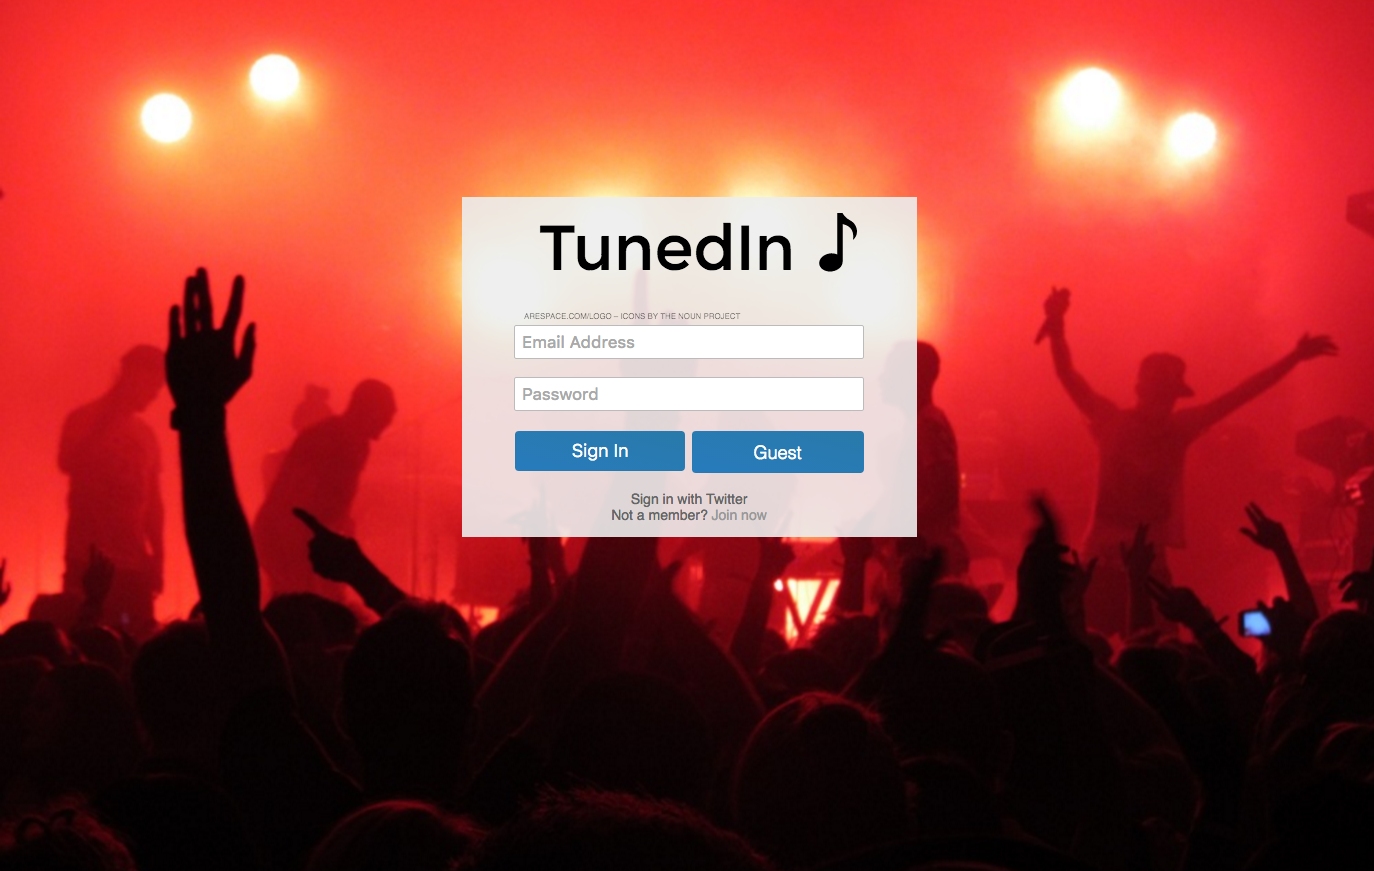 TunedIn
ARESPACE.COM/LOGO – ICONS BY THE NOUN PROJECT
Email Address
Password
Sign In Guest
Sign in with Twitter
Not a member? Join now